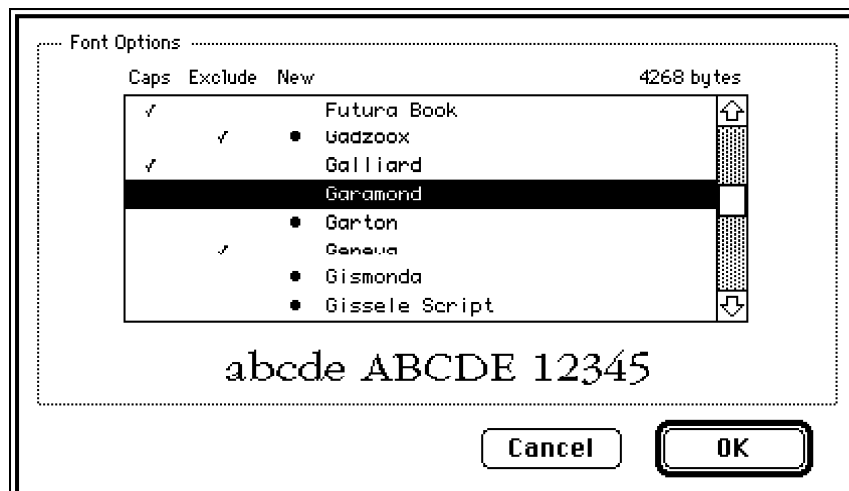 Font Options
Caps Exclude New 4268 bytes
√ Futura Book
√ • Gadzoox
√ Galliard
Garamond
• Garton
√ Geneva
• Gismonda
• Gissele Script
abcde ABCDE 12345
Cancel OK